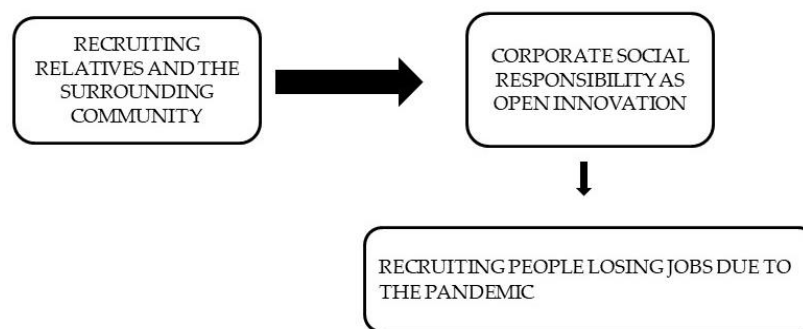 RECRUITING
RELATIVES AND THE
SURROUNDING
COMMUNITY
CORPORATE SOCIAL
RESPONSIBILITY AS
OPEN INNOVATION
RECRUITING PEOPLE LOSING JOBS DUE TO
THE PANDEMIC